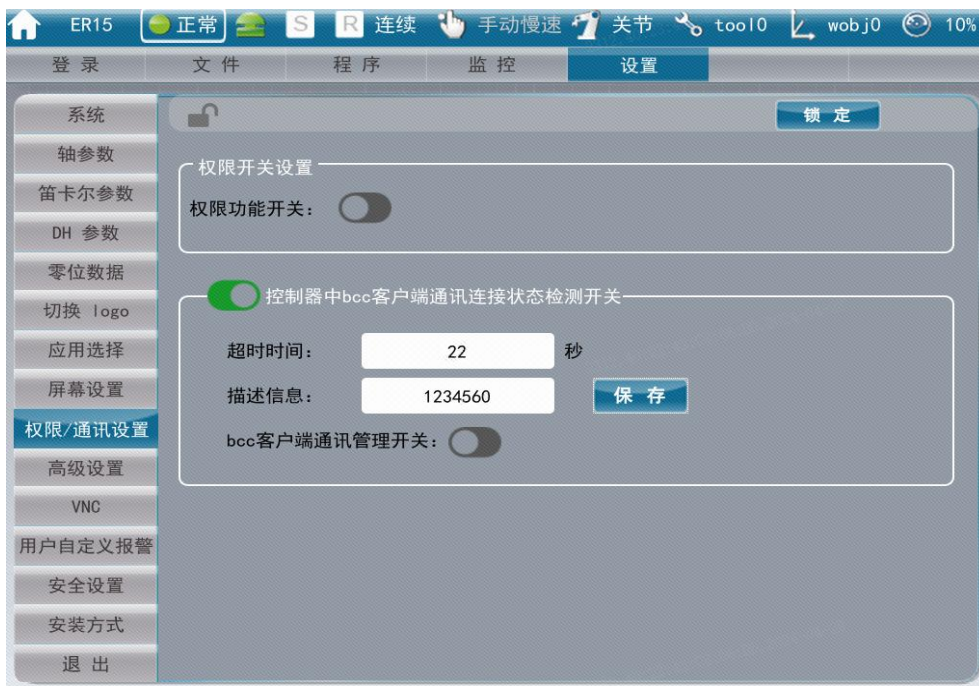 ER15 正常 S R 连续 手动慢速 关节 tool0 wobj0 10%
登录 文件 程序 监控 设置
系统
锁定
轴参数
权限开关设置
笛卡尔参数
权限功能开关：
DH 参数
零位数据
控制器中bcc客户端通讯连接状态检测开关
切换 logo
应用选择
超时时间： 22 秒
屏幕设置
描述信息： 1234560 保存
权限/通讯设置
bcc客户端通讯管理开关：
高级设置
VNC
用户自定义报警
安全设置
安装方式
退出